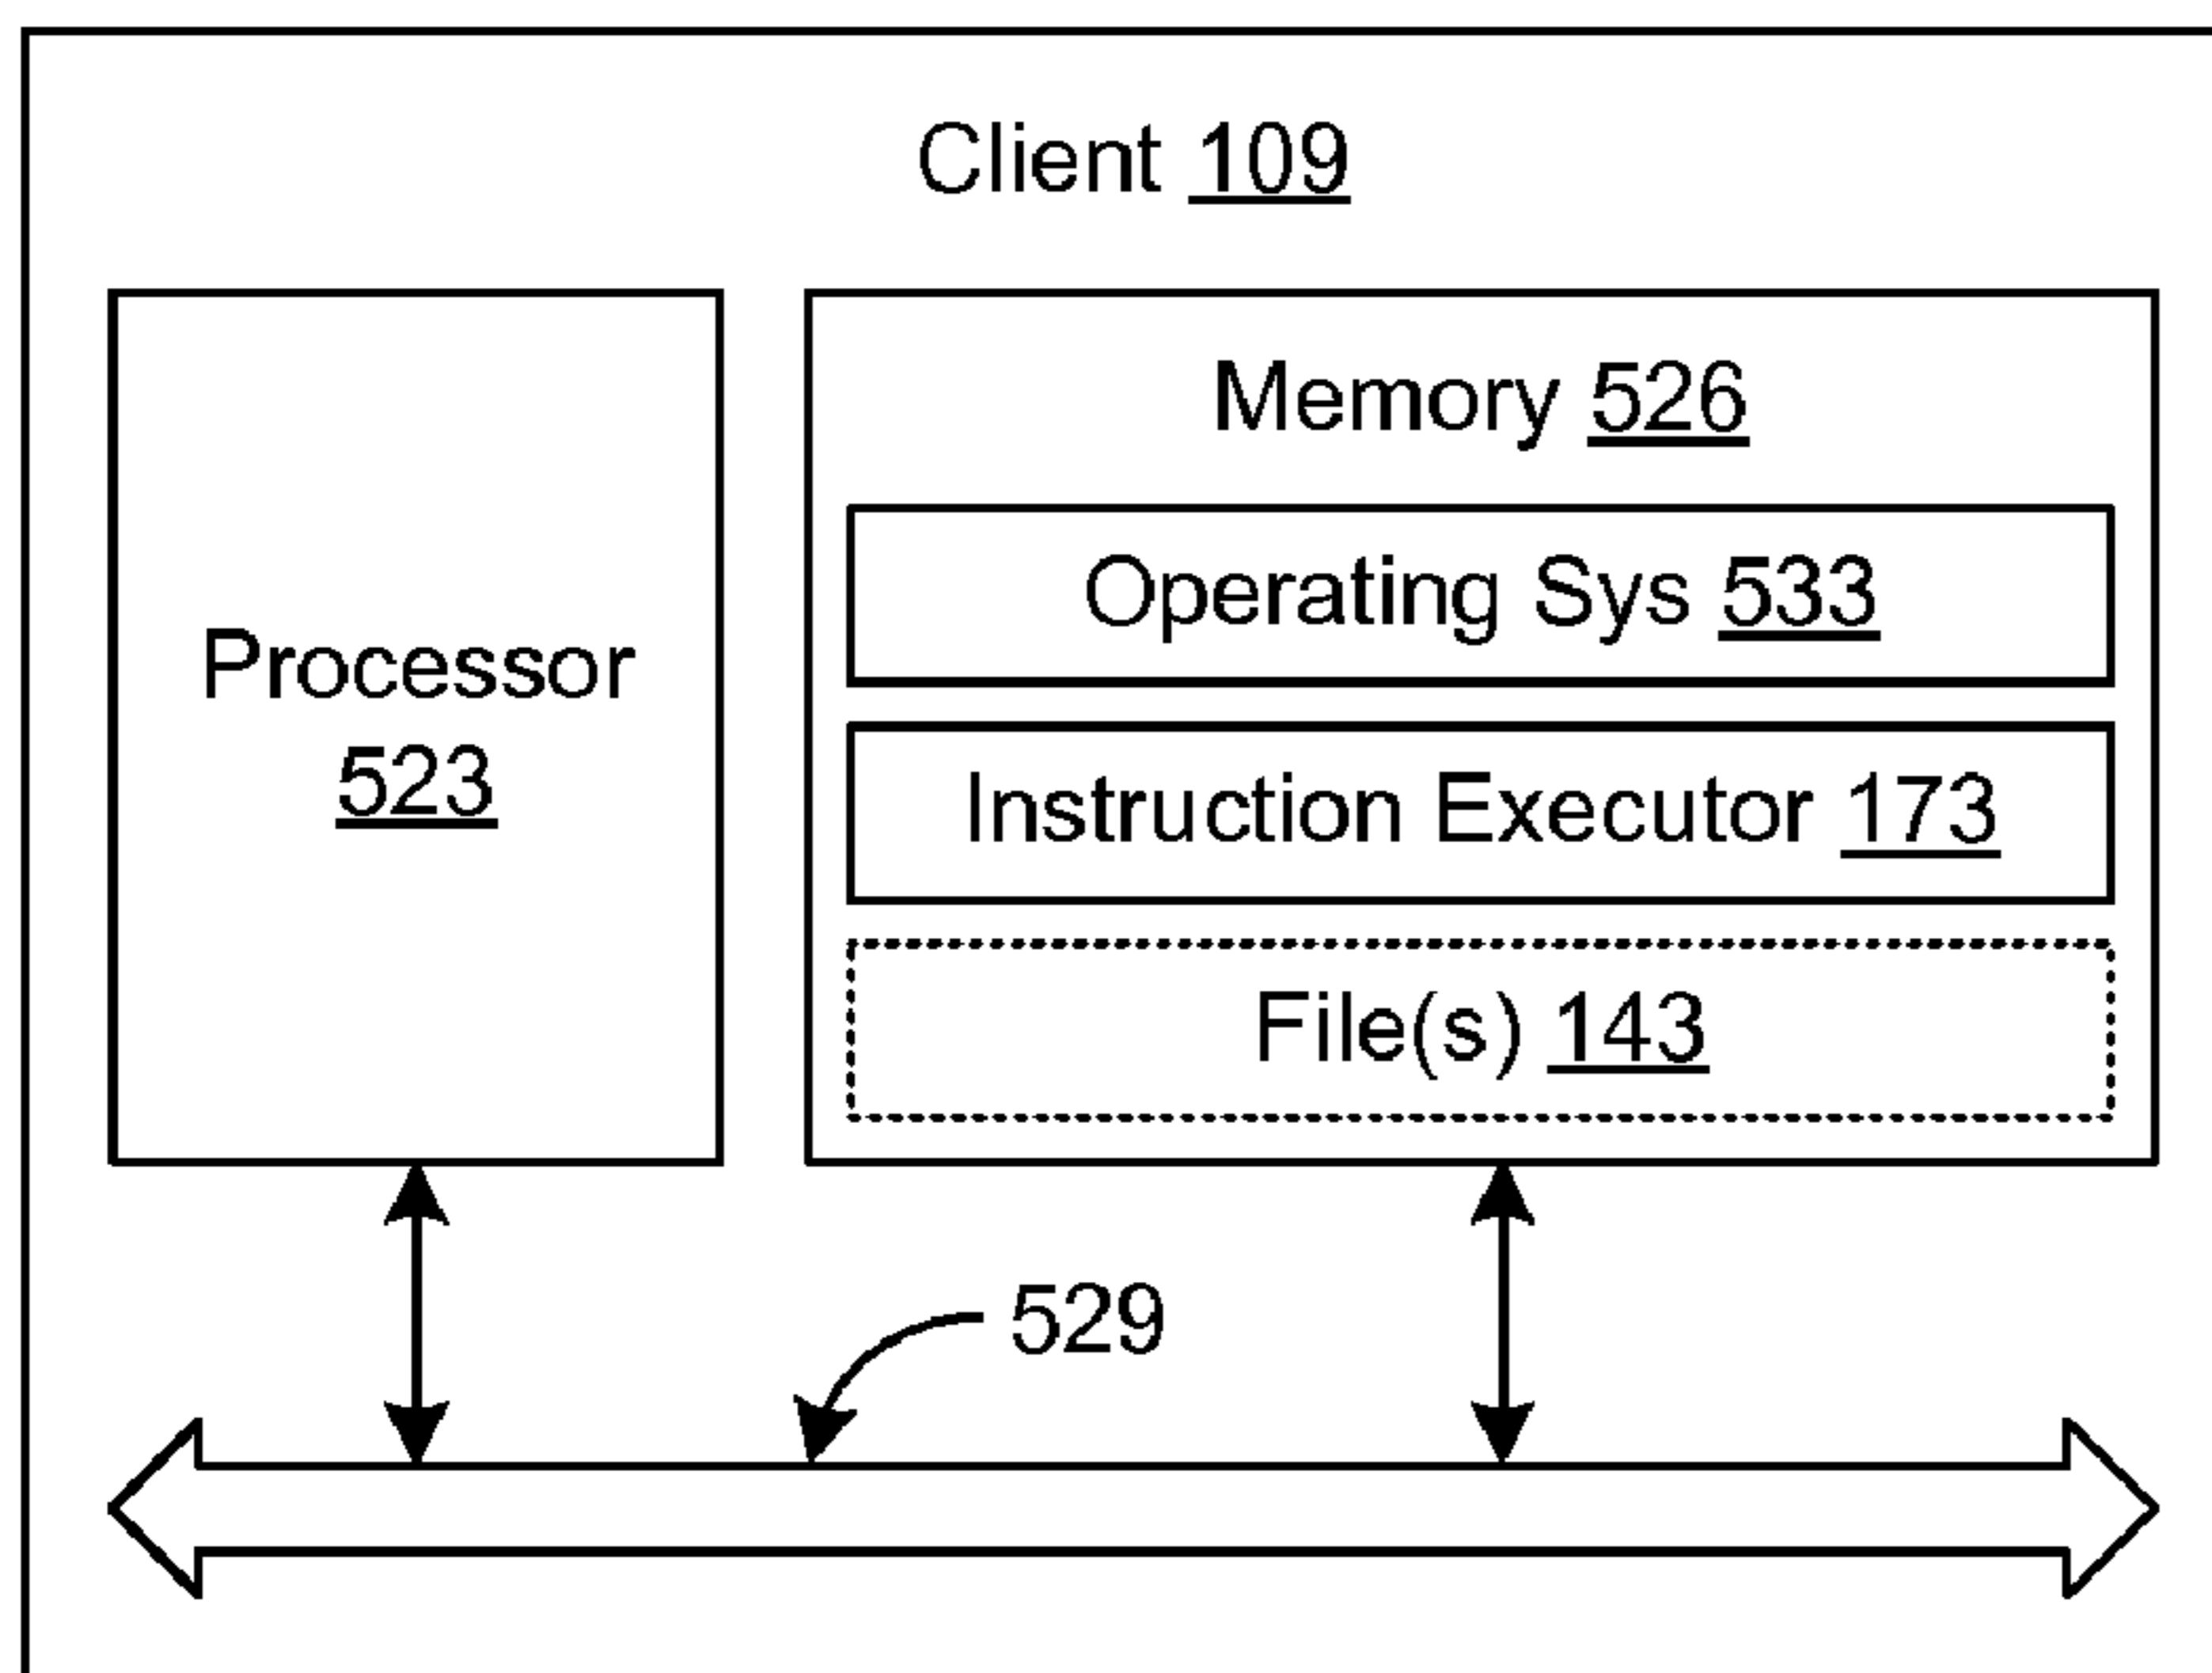 Client 109
Processor
523
Memory 526
Operating Sys 533
Instruction Executor 173
File(s) 143
529